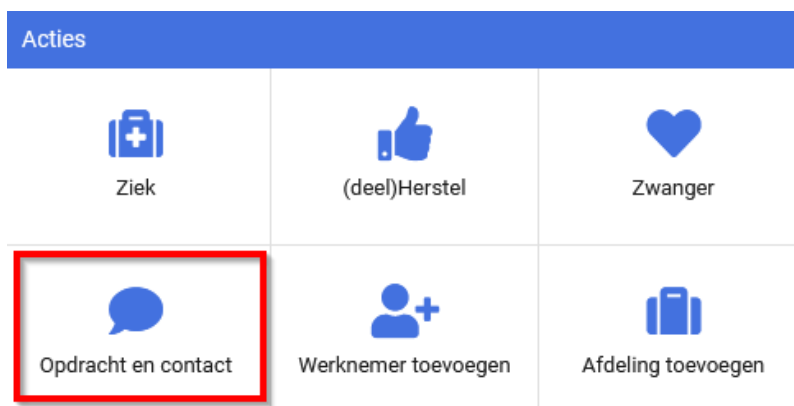 Acties
Ziek
(deel)Herstel
Zwanger
Opdracht en contact
Werknemer toevoegen
Afdeling toevoegen